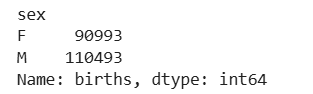 sex
F      90993
M     110493
Name: births, dtype: int64